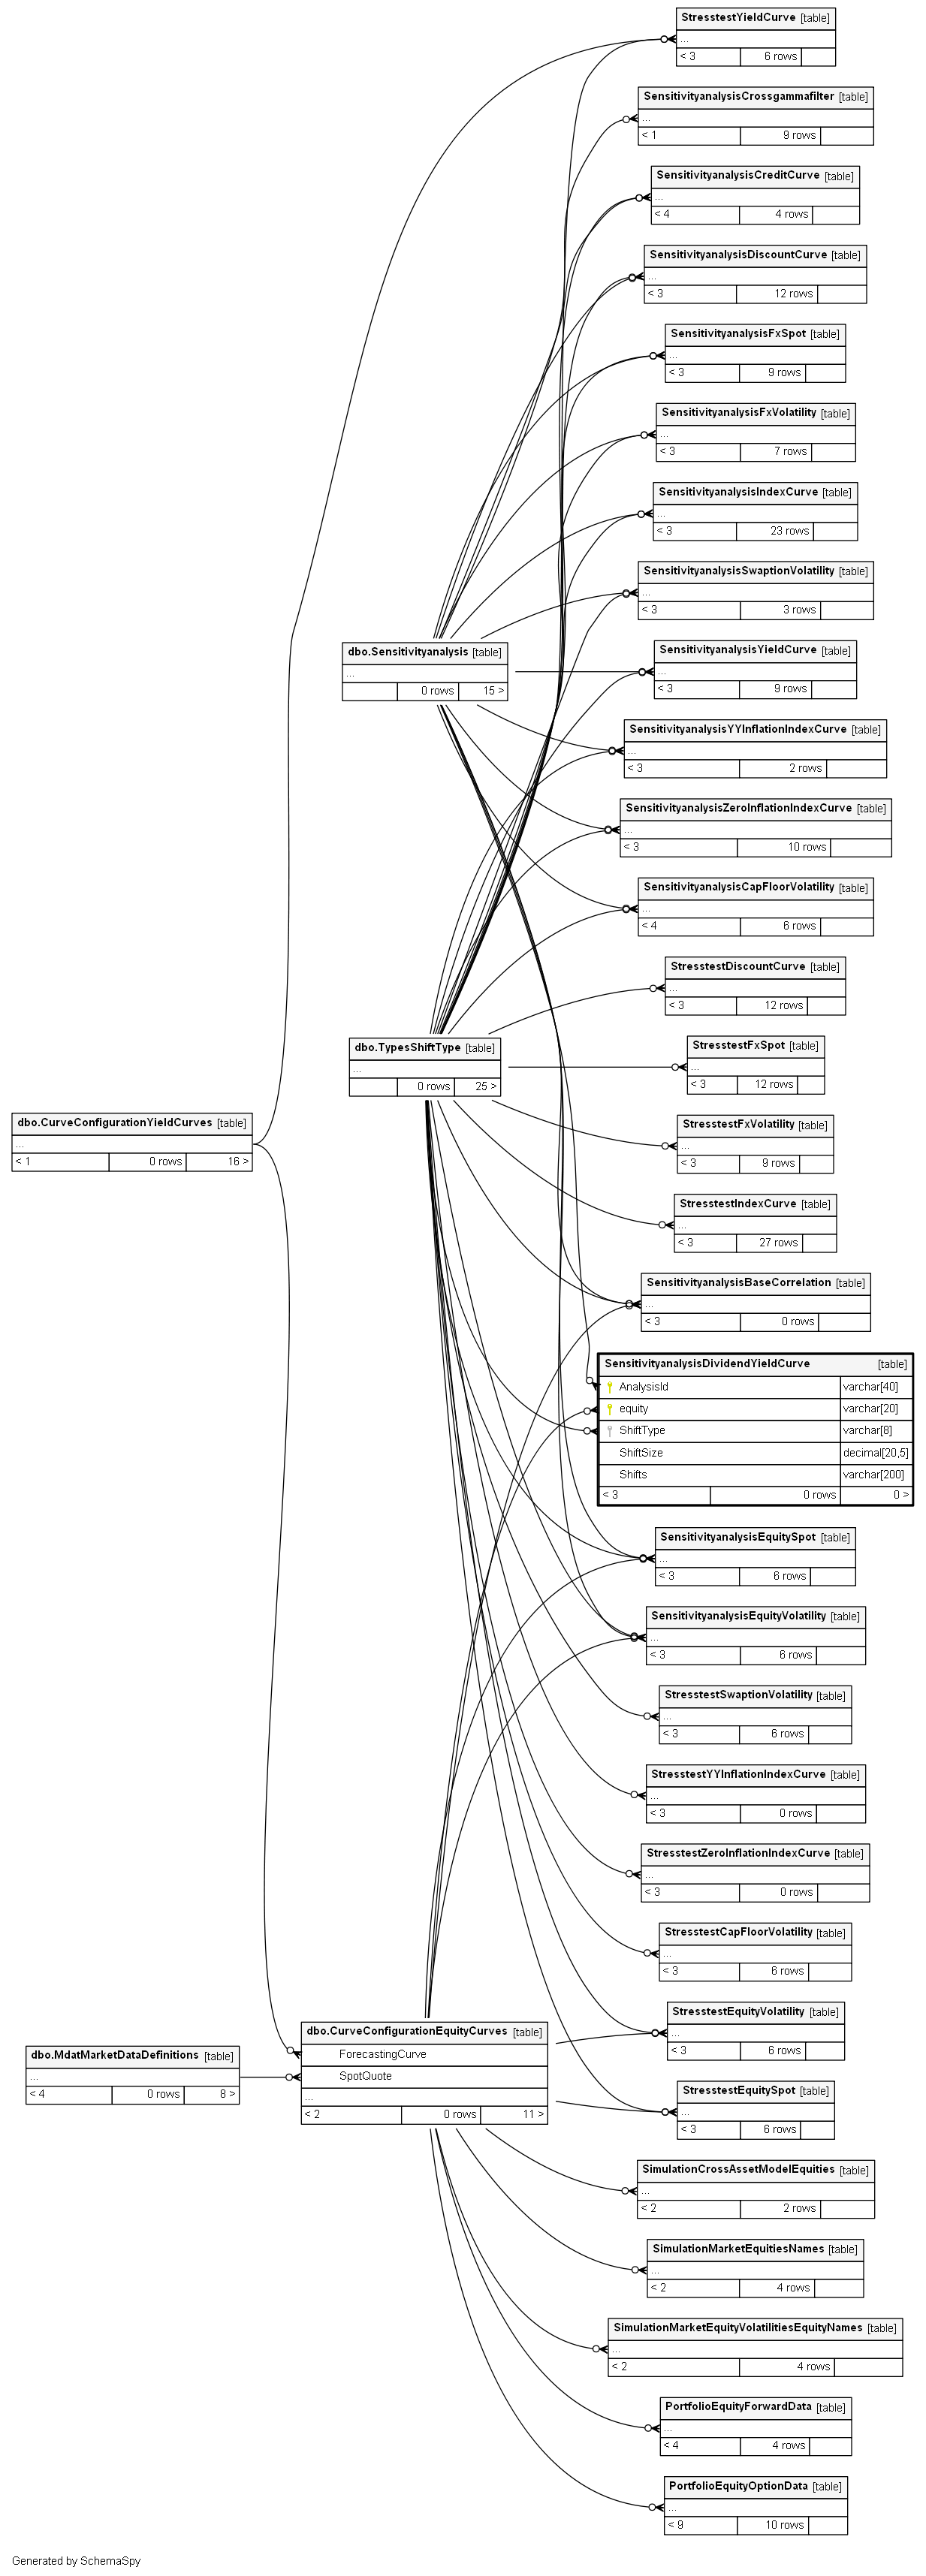 StresstestYieldCurve [table]
...
< 3 6 rows
SensitivityanalysisCrossgammafilter [table]
...
< 1 9 rows
SensitivityanalysisCreditCurve [table]
...
< 4 4 rows
SensitivityanalysisDiscountCurve [table]
...
< 3 12 rows
SensitivityanalysisFxSpot [table]
...
< 3 9 rows
SensitivityanalysisFxVolatility [table]
...
< 3 7 rows
SensitivityanalysisIndexCurve [table]
...
< 3 23 rows
SensitivityanalysisSwaptionVolatility [table]
...
< 3 3 rows
dbo.Sensitivityanalysis [table]
...
0 rows 15 >
SensitivityanalysisYieldCurve [table]
...
< 3 9 rows
SensitivityanalysisYYInflationIndexCurve [table]
...
< 3 2 rows
SensitivityanalysisZeroInflationIndexCurve [table]
...
< 3 10 rows
SensitivityanalysisCapFloorVolatility [table]
...
< 4 6 rows
StresstestDiscountCurve [table]
...
< 3 12 rows
dbo.TypesShiftType [table]
...
0 rows 25 >
StresstestFxSpot [table]
...
< 3 12 rows
dbo.CurveConfigurationYieldCurves [table]
...
< 1 0 rows 16 >
StresstestFxVolatility [table]
...
< 3 9 rows
StresstestIndexCurve [table]
...
< 3 27 rows
SensitivityanalysisBaseCorrelation [table]
...
< 3 0 rows
SensitivityanalysisDividendYieldCurve [table]
AnalysisId varchar[40]
equity varchar[20]
ShiftType varchar[8]
ShiftSize decimal[20,5]
Shifts varchar[200]
< 3 0 rows 0 >
SensitivityanalysisEquitySpot [table]
...
< 3 6 rows
SensitivityanalysisEquityVolatility [table]
...
< 3 6 rows
StresstestSwaptionVolatility [table]
...
< 3 6 rows
StresstestYYInflationIndexCurve [table]
...
< 3 0 rows
StresstestZeroInflationIndexCurve [table]
...
< 3 0 rows
StresstestCapFloorVolatility [table]
...
< 3 6 rows
StresstestEquityVolatility [table]
...
< 3 6 rows
dbo.CurveConfigurationEquityCurves [table]
ForecastingCurve
SpotQuote
...
< 2 0 rows 11 >
dbo.MdatMarketDataDefinitions [table]
...
< 4 0 rows 8 >
StresstestEquitySpot [table]
...
< 3 6 rows
SimulationCrossAssetModelEquities [table]
...
< 2 2 rows
SimulationMarketEquitiesNames [table]
...
< 2 4 rows
SimulationMarketEquityVolatilitiesEquityNames [table]
...
< 2 4 rows
PortfolioEquityForwardData [table]
...
< 4 4 rows
PortfolioEquityOptionData [table]
...
< 9 10 rows
Generated by SchemaSpy